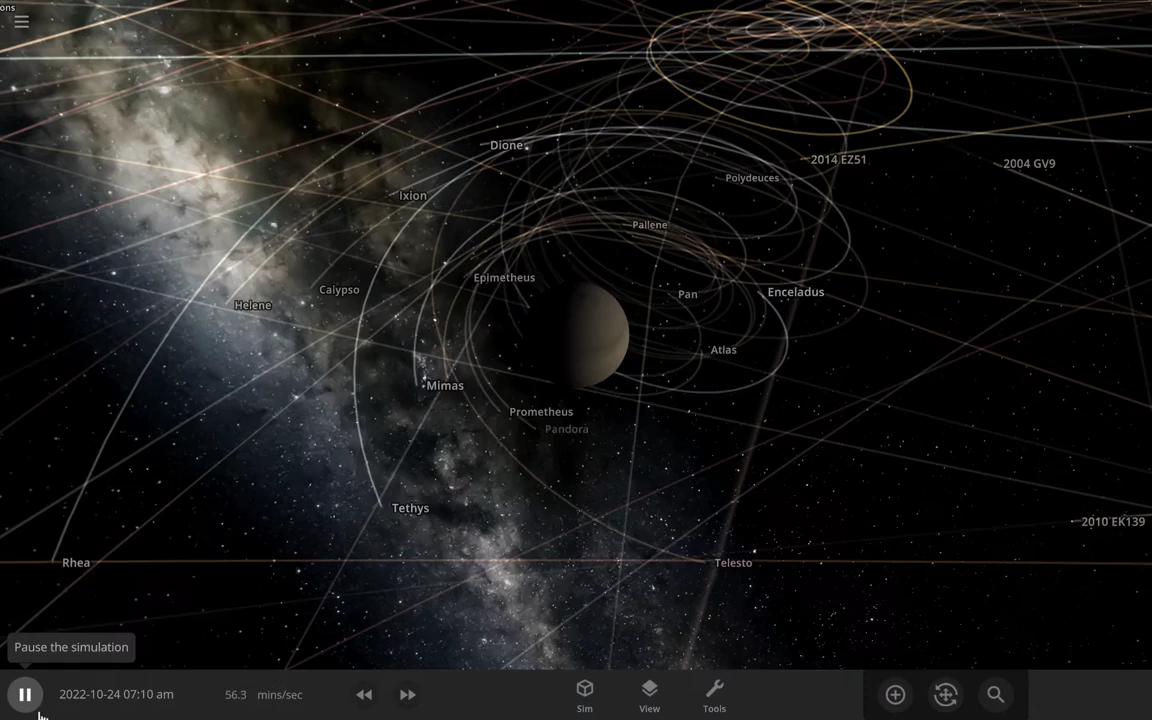 ons
Dione
2014 EZ51
2004 GV9
Polydeuces
Ixion
Pallene
Epimetheus
Calypso
Pan
Enceladus
Helene
Atlas
Mimas
Prometheus
Pandora
Tethys
2010 EK139
Rhea
Telesto
Pause the simulation
2022-10-24 07:10 am
56.3 mins/sec
Sim
View
Tools